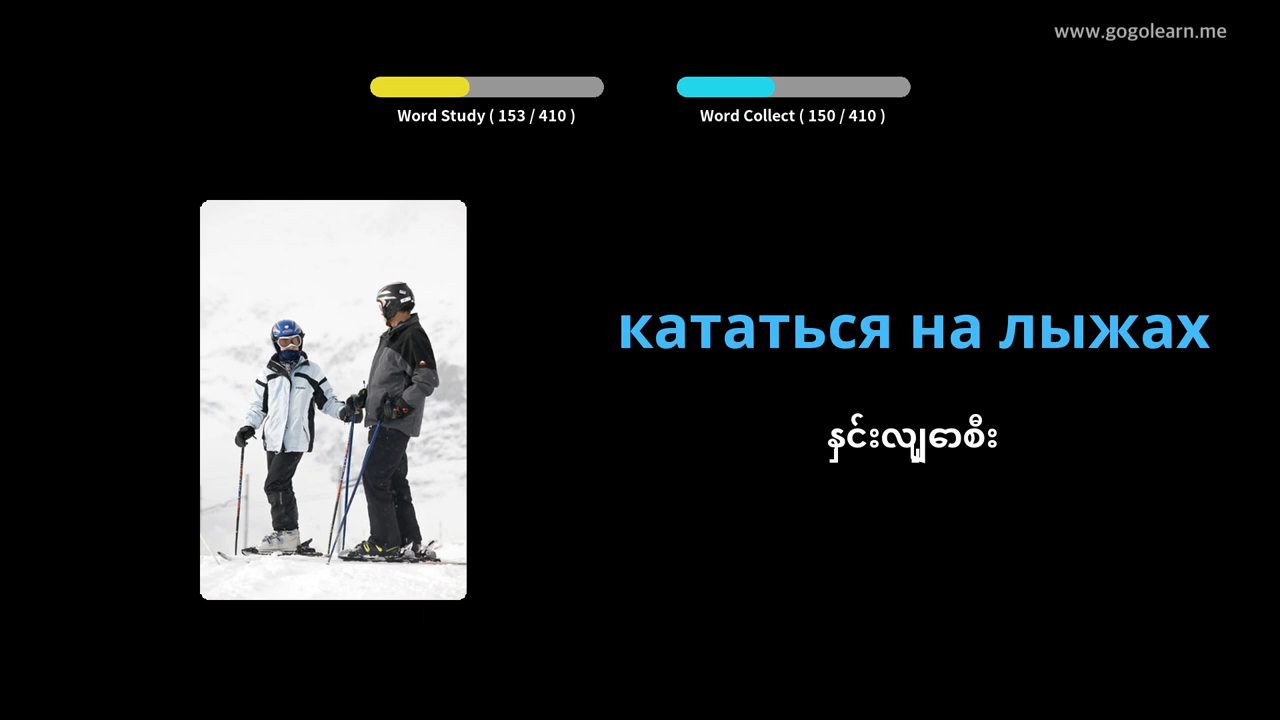 www.gogolearn.me
Word Study ( 153 / 410 )
Word Collect ( 150 / 410 )
кататься на лыжах
နှင်းလျှောစီး